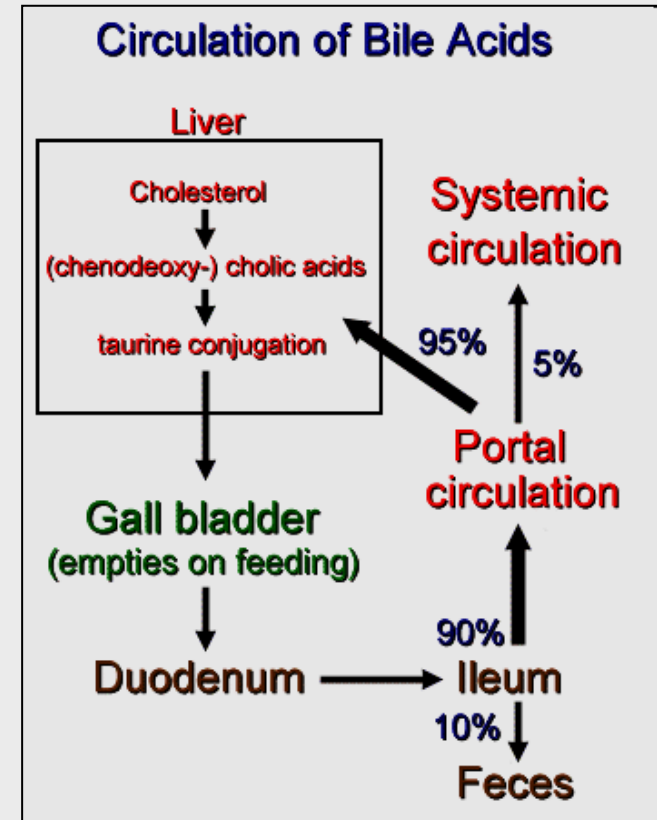 Circulation of Bile Acids
Liver
Cholesterol
(chenodeoxy-) cholic acids
taurine conjugation
Gall bladder
(empties on feeding)
Duodenum
Ileum
10%
Feces
90%
Portal
circulation
95%
5%
Systemic
circulation